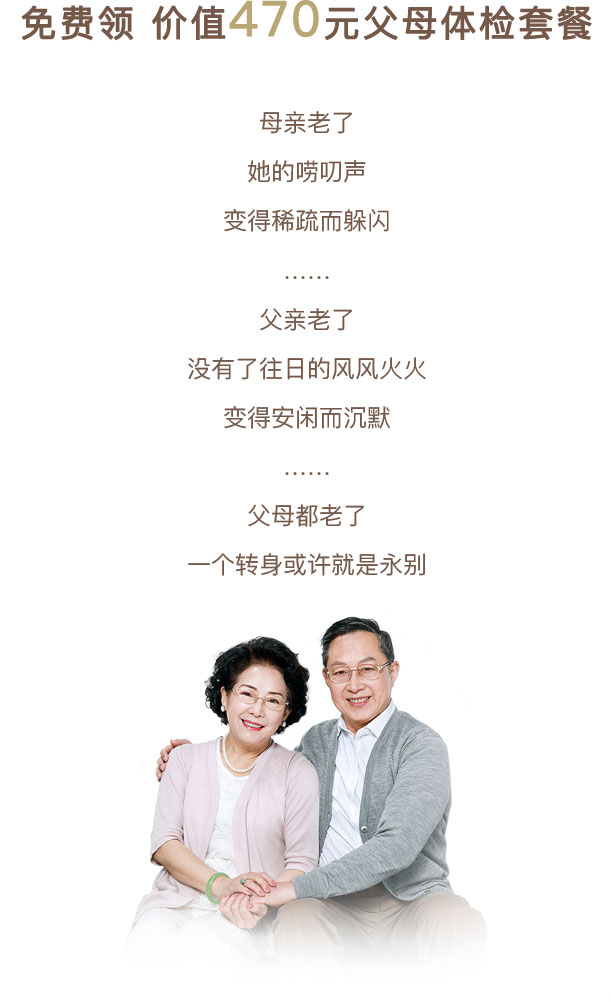 免费领 价值470元父母体检套餐
母亲老了
她的唠叨声
变得稀疏而躲闪
......
父亲老了
没有了往日的风风火火
变得安闲而沉默
......
父母都老了
一个转身或许就是永别